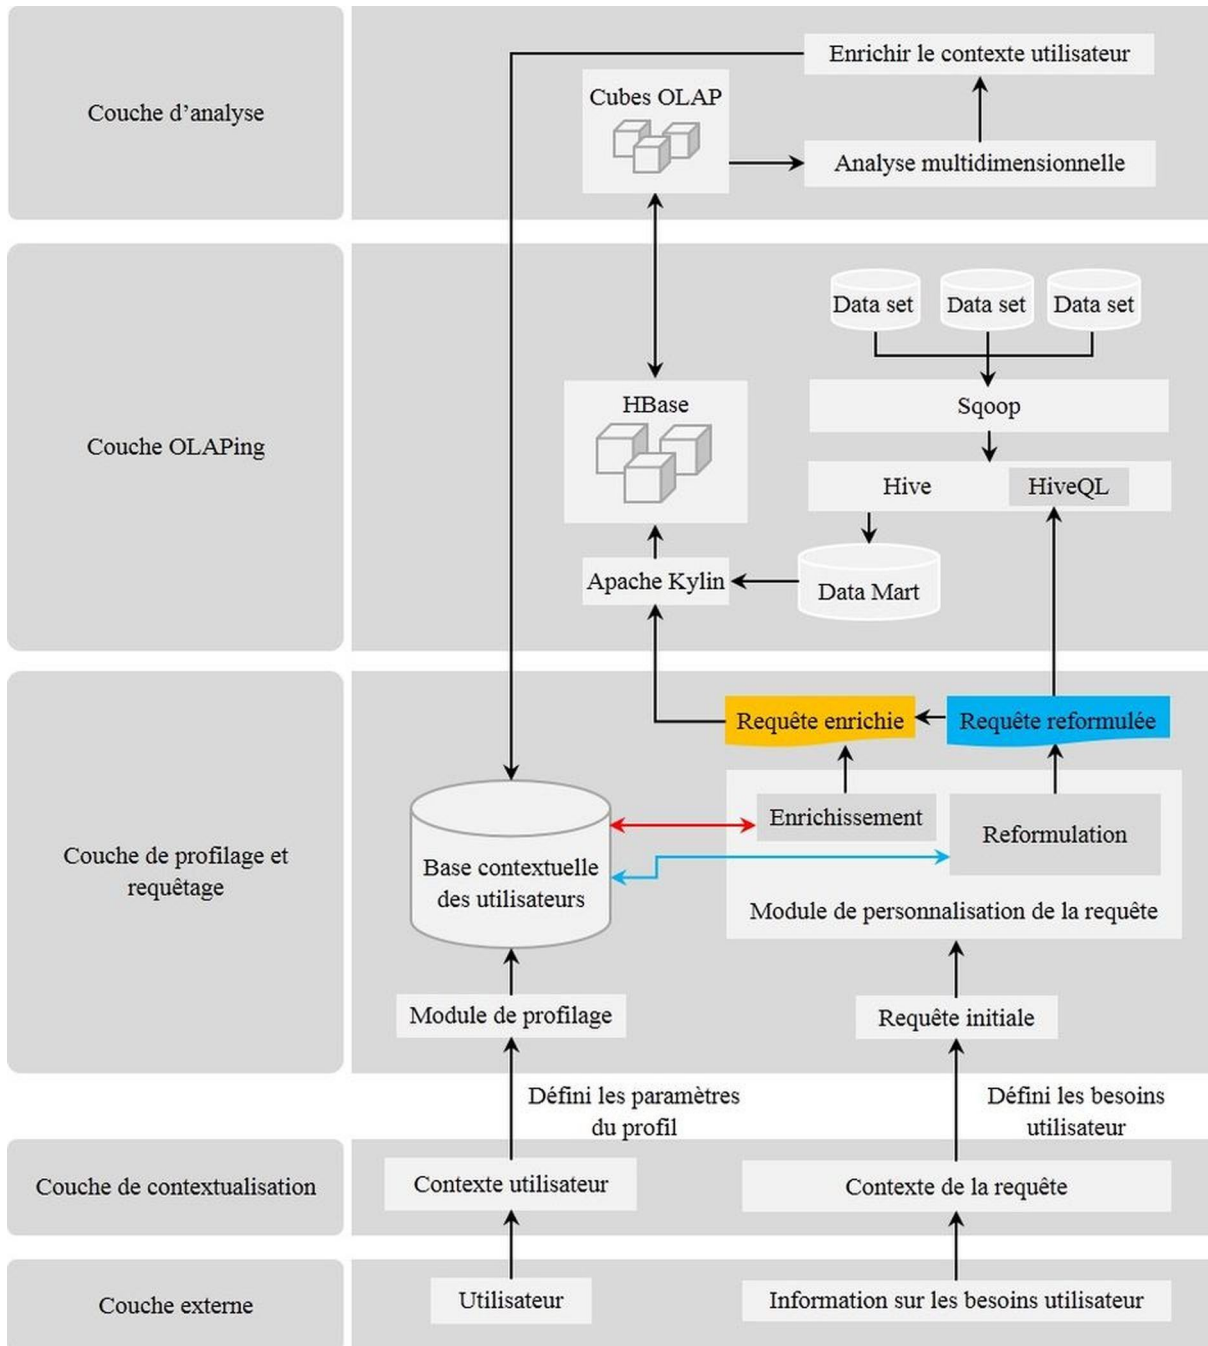 Couche d'analyse
Enrichir le contexte utilisateur
Cubes OLAP
Analyse multidimensionnelle
Couche OLAPing
Data set
Data set
Data set
Sqoop
HBase
Hive
HiveQL
Apache Kylin
Data Mart
Couche de profilage et
requêtage
Requête enrichie
Requête reformulée
Enrichissement
Reformulation
Base contextuelle
des utilisateurs
Module de personnalisation de la requête
Module de profilage
Requête initiale
Défini les paramètres
du profil
Défini les besoins
utilisateur
Couche de contextualisation
Contexte utilisateur
Contexte de la requête
Couche externe
Utilisateur
Information sur les besoins utilisateur